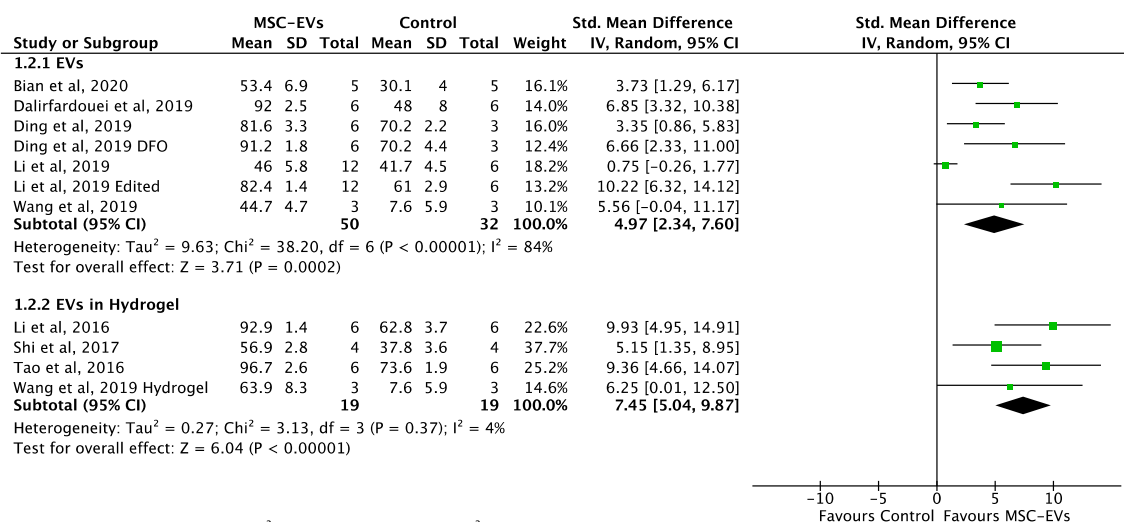 MSC-EVs Control Std. Mean Difference Std. Mean Difference
Study or Subgroup Mean SD Total Mean SD Total Weight IV, Random, 95% CI IV, Random, 95% CI
1.2.1 EVs
Bian et al, 2020 53.4 6.9 5 30.1 4 5 16.1% 3.73 [1.29, 6.17]
Dalirfardouei et al, 2019 92 2.5 6 48 8 6 14.0% 6.85 [3.32, 10.38]
Ding et al, 2019 81.6 3.3 6 70.2 2.2 3 16.0% 3.35 [0.86, 5.83]
Ding et al, 2019 DFO 91.2 1.8 6 70.2 4.4 3 12.4% 6.66 [2.33, 11.00]
Li et al, 2019 46 5.8 12 41.7 4.5 6 18.2% 0.75 [-0.26, 1.77]
Li et al, 2019 Edited 82.4 1.4 12 61 2.9 6 13.2% 10.22 [6.32, 14.12]
Wang et al, 2019 44.7 4.7 3 7.6 5.9 3 10.1% 5.56 [-0.04, 11.17]
Subtotal (95% CI) 50 32 100.0% 4.97 [2.34, 7.60]
Heterogeneity: Tau² = 9.63; Chi² = 38.20, df = 6 (P < 0.00001); I² = 84%
Test for overall effect: Z = 3.71 (P = 0.0002)
1.2.2 EVs in Hydrogel
Li et al, 2016 92.9 1.4 6 62.8 3.7 6 22.6% 9.93 [4.95, 14.91]
Shi et al, 2017 56.9 2.8 4 37.8 3.6 4 37.7% 5.15 [1.35, 8.95]
Tao et al, 2016 96.7 2.6 6 73.6 1.9 6 25.2% 9.36 [4.66, 14.07]
Wang et al, 2019 Hydrogel 63.9 8.3 3 7.6 5.9 3 14.6% 6.25 [0.01, 12.50]
Subtotal (95% CI) 19 19 100.0% 7.45 [5.04, 9.87]
Heterogeneity: Tau² = 0.27; Chi² = 3.13, df = 3 (P = 0.37); I² = 4%
Test for overall effect: Z = 6.04 (P < 0.00001)
-10 -5 0 5 10
Favours Control Favours MSC-EVs